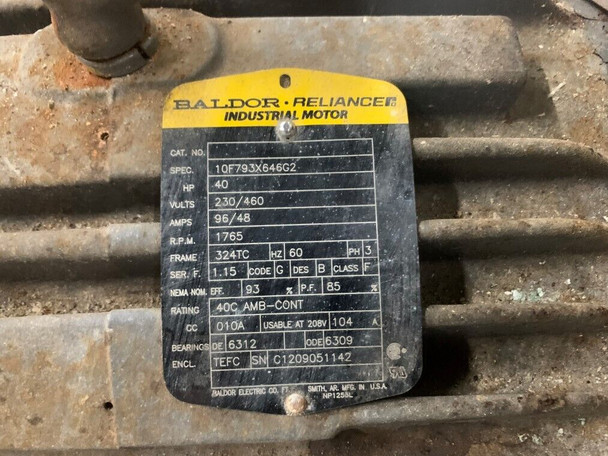 BALDOR · RELIANCE
INDUSTRIAL MOTOR
CAT. NO.
SPEC. 10F793X646G2
HP 40
VOLTS 230/460
AMPS 96/48
R.P.M. 1765
FRAME 324TC HZ 60 PH 3
SER. F. 1.15 CODE G DES B CLASS F
NEMA NOM. EFF. 93 % P.F. 85 %
RATING 40C AMB-CONT
CC 010A USABLE AT 208V 104 A
BEARINGS DE 6312 ODE 6309
ENCL. TEFC SN C1209051142
BALDOR ELECTRIC CO. FT. SMITH, AR. MFG. IN U.S.A.
NP1256L